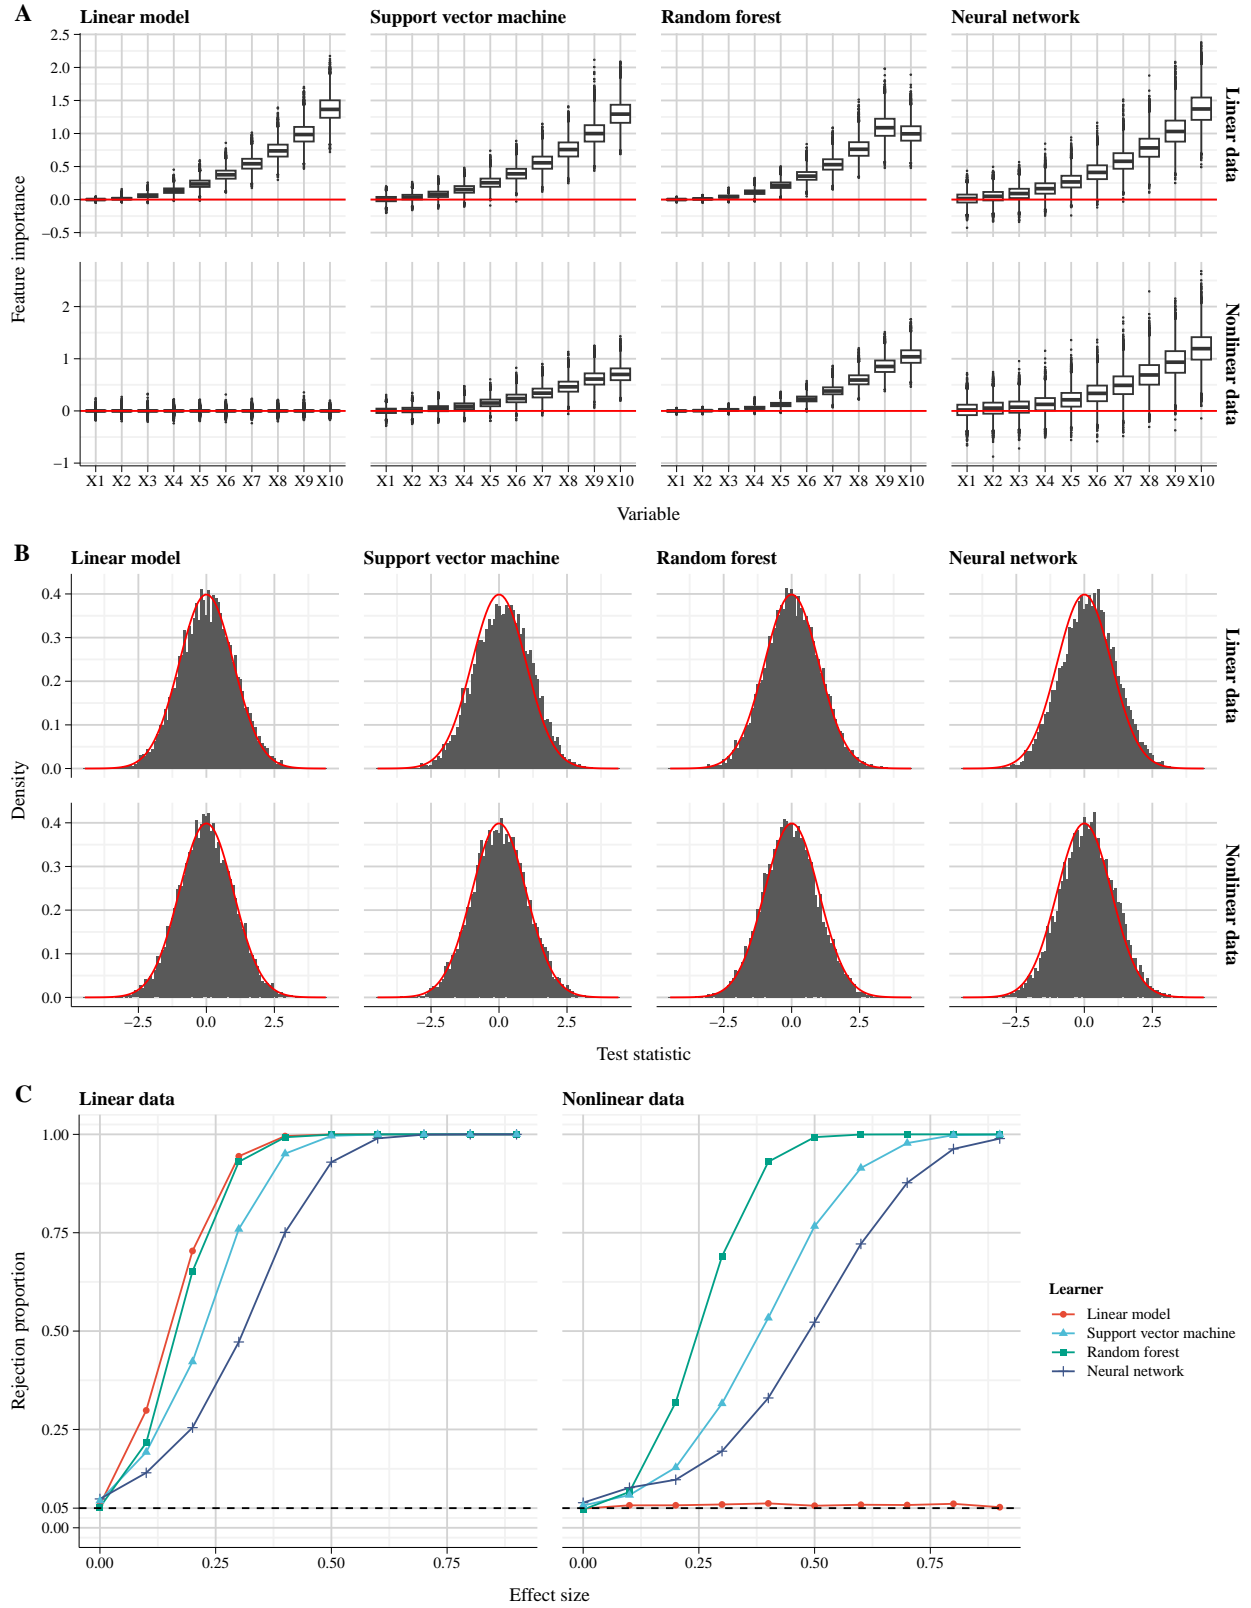 A
Linear model Support vector machine Random forest Neural network
2.5
2.0
1.5
1.0
0.5
0.0
−0.5
Linear data
Feature importance
2
1
0
−1
Nonlinear data
X1 X2 X3 X4 X5 X6 X7 X8 X9 X10 X1 X2 X3 X4 X5 X6 X7 X8 X9 X10 X1 X2 X3 X4 X5 X6 X7 X8 X9 X10 X1 X2 X3 X4 X5 X6 X7 X8 X9 X10
Variable
B
Linear model Support vector machine Random forest Neural network
0.4
0.3
0.2
0.1
0.0
Linear data
Density
0.4
0.3
0.2
0.1
0.0
Nonlinear data
−2.5 0.0 2.5 −2.5 0.0 2.5 −2.5 0.0 2.5 −2.5 0.0 2.5
Test statistic
C
Linear data Nonlinear data
1.00
0.75
0.50
0.25
0.05
0.00
Rejection proportion
0.00 0.25 0.50 0.75 0.00 0.25 0.50 0.75
Effect size
Learner
Linear model
Support vector machine
Random forest
Neural network